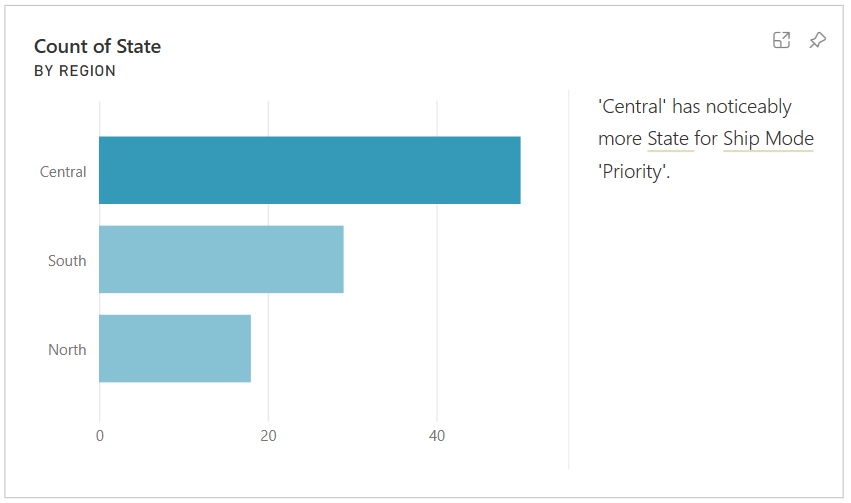 Count of State
BY REGION
'Central' has noticeably
more State for Ship Mode
'Priority'.
Central
South
North
0 20 40